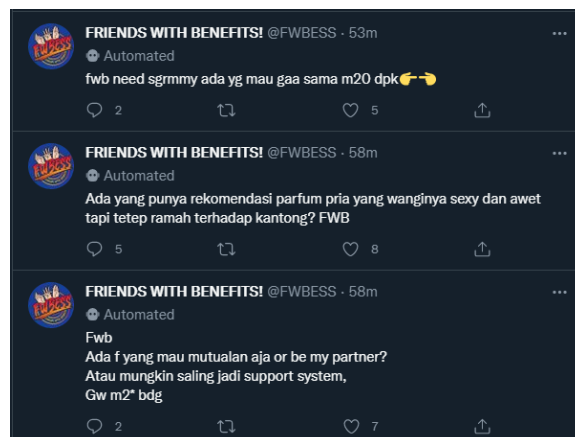 FRIENDS WITH BENEFITS! @FWBESS · 53m
Automated
fwb need sgrmmy ada yg mau gaa sama m20 dpk👉👈
2 5
FRIENDS WITH BENEFITS! @FWBESS · 58m
Automated
Ada yang punya rekomendasi parfum pria yang wanginya sexy dan awet
tapi tetep ramah terhadap kantong? FWB
5 8
FRIENDS WITH BENEFITS! @FWBESS · 58m
Automated
Fwb
Ada f yang mau mutualan aja or be my partner?
Atau mungkin saling jadi support system,
Gw m2* bdg
2 7